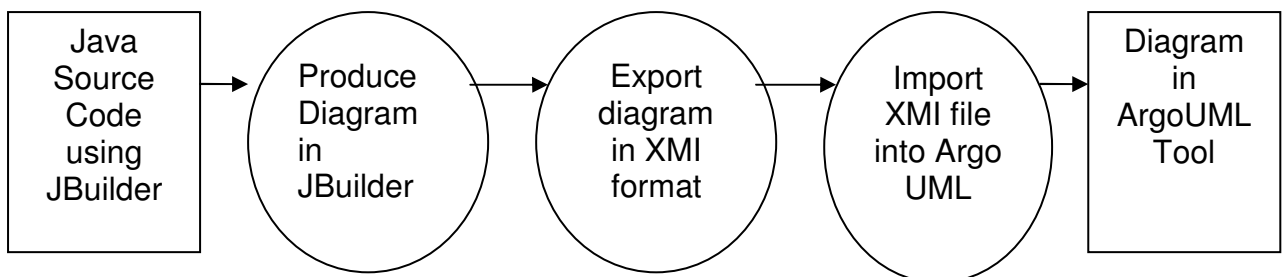 Java
Source
Code
using
JBuilder
Produce
Diagram
in
JBuilder
Export
diagram
in XMI
format
Import
XMI file
into Argo
UML
Diagram
in
ArgoUML
Tool